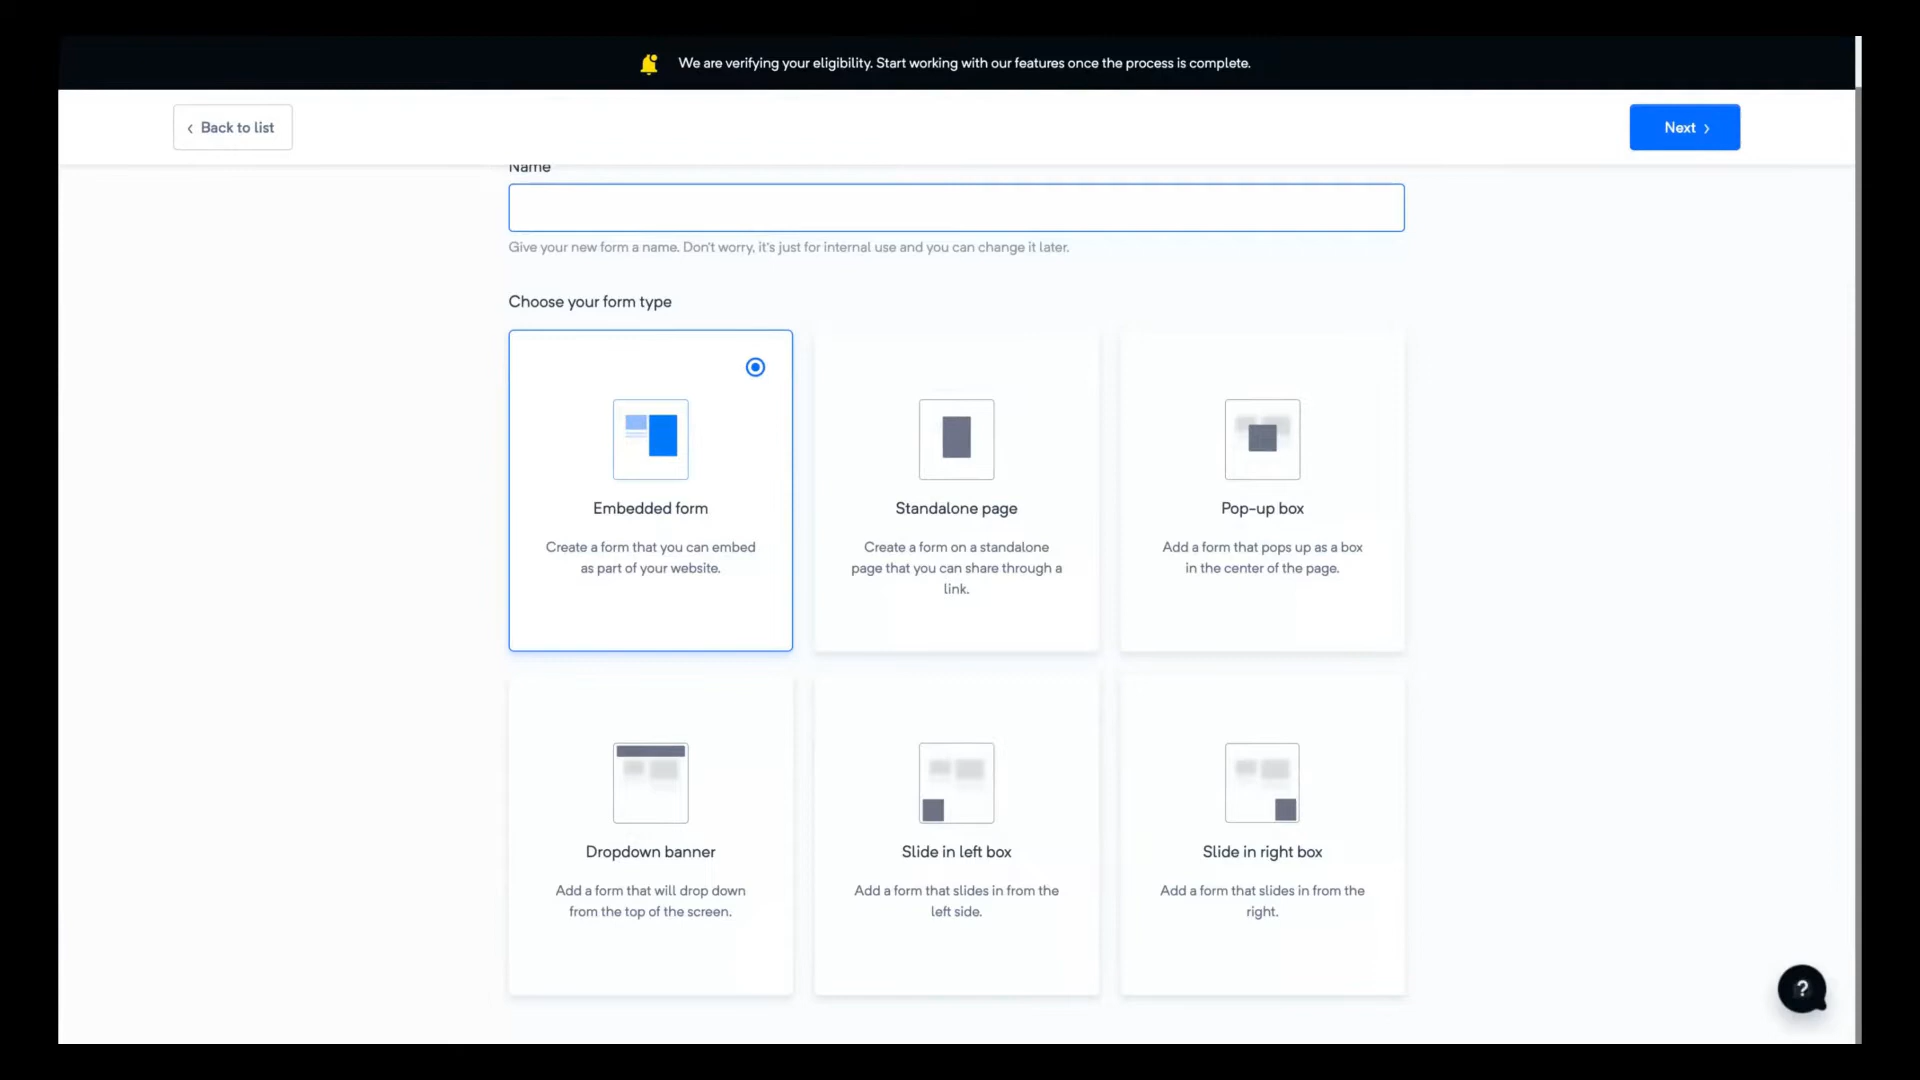 We are verifying your eligibility. Start working with our features once the process is complete.
Back to list
Next
Name
Give your new form a name. Don't worry, it's just for internal use and you can change it later.
Choose your form type
Embedded form
Create a form that you can embed
as part of your website.
Standalone page
Create a form on a standalone
page that you can share through a
link.
Pop-up box
Add a form that pops up as a box
in the center of the page.
Dropdown banner
Add a form that will drop down
from the top of the screen.
Slide in left box
Add a form that slides in from the
left side.
Slide in right box
Add a form that slides in from the
right.
?